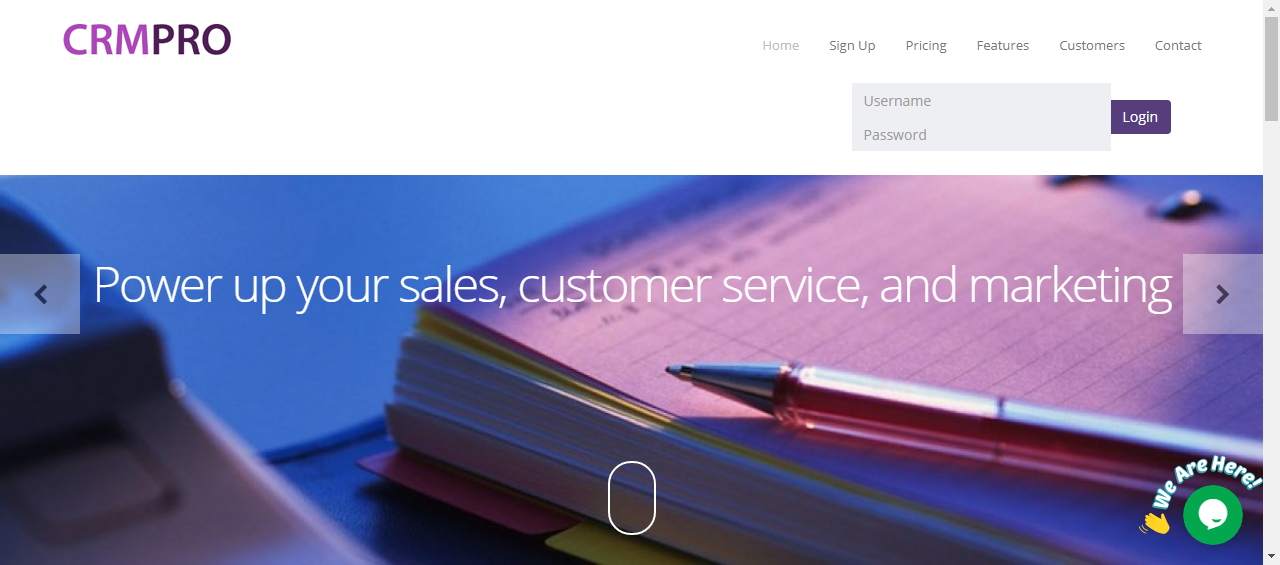 CRMPRO
Home Sign Up Pricing Features Customers Contact
Username
Password
Login
Power up your sales, customer service, and marketing
We Are Here!